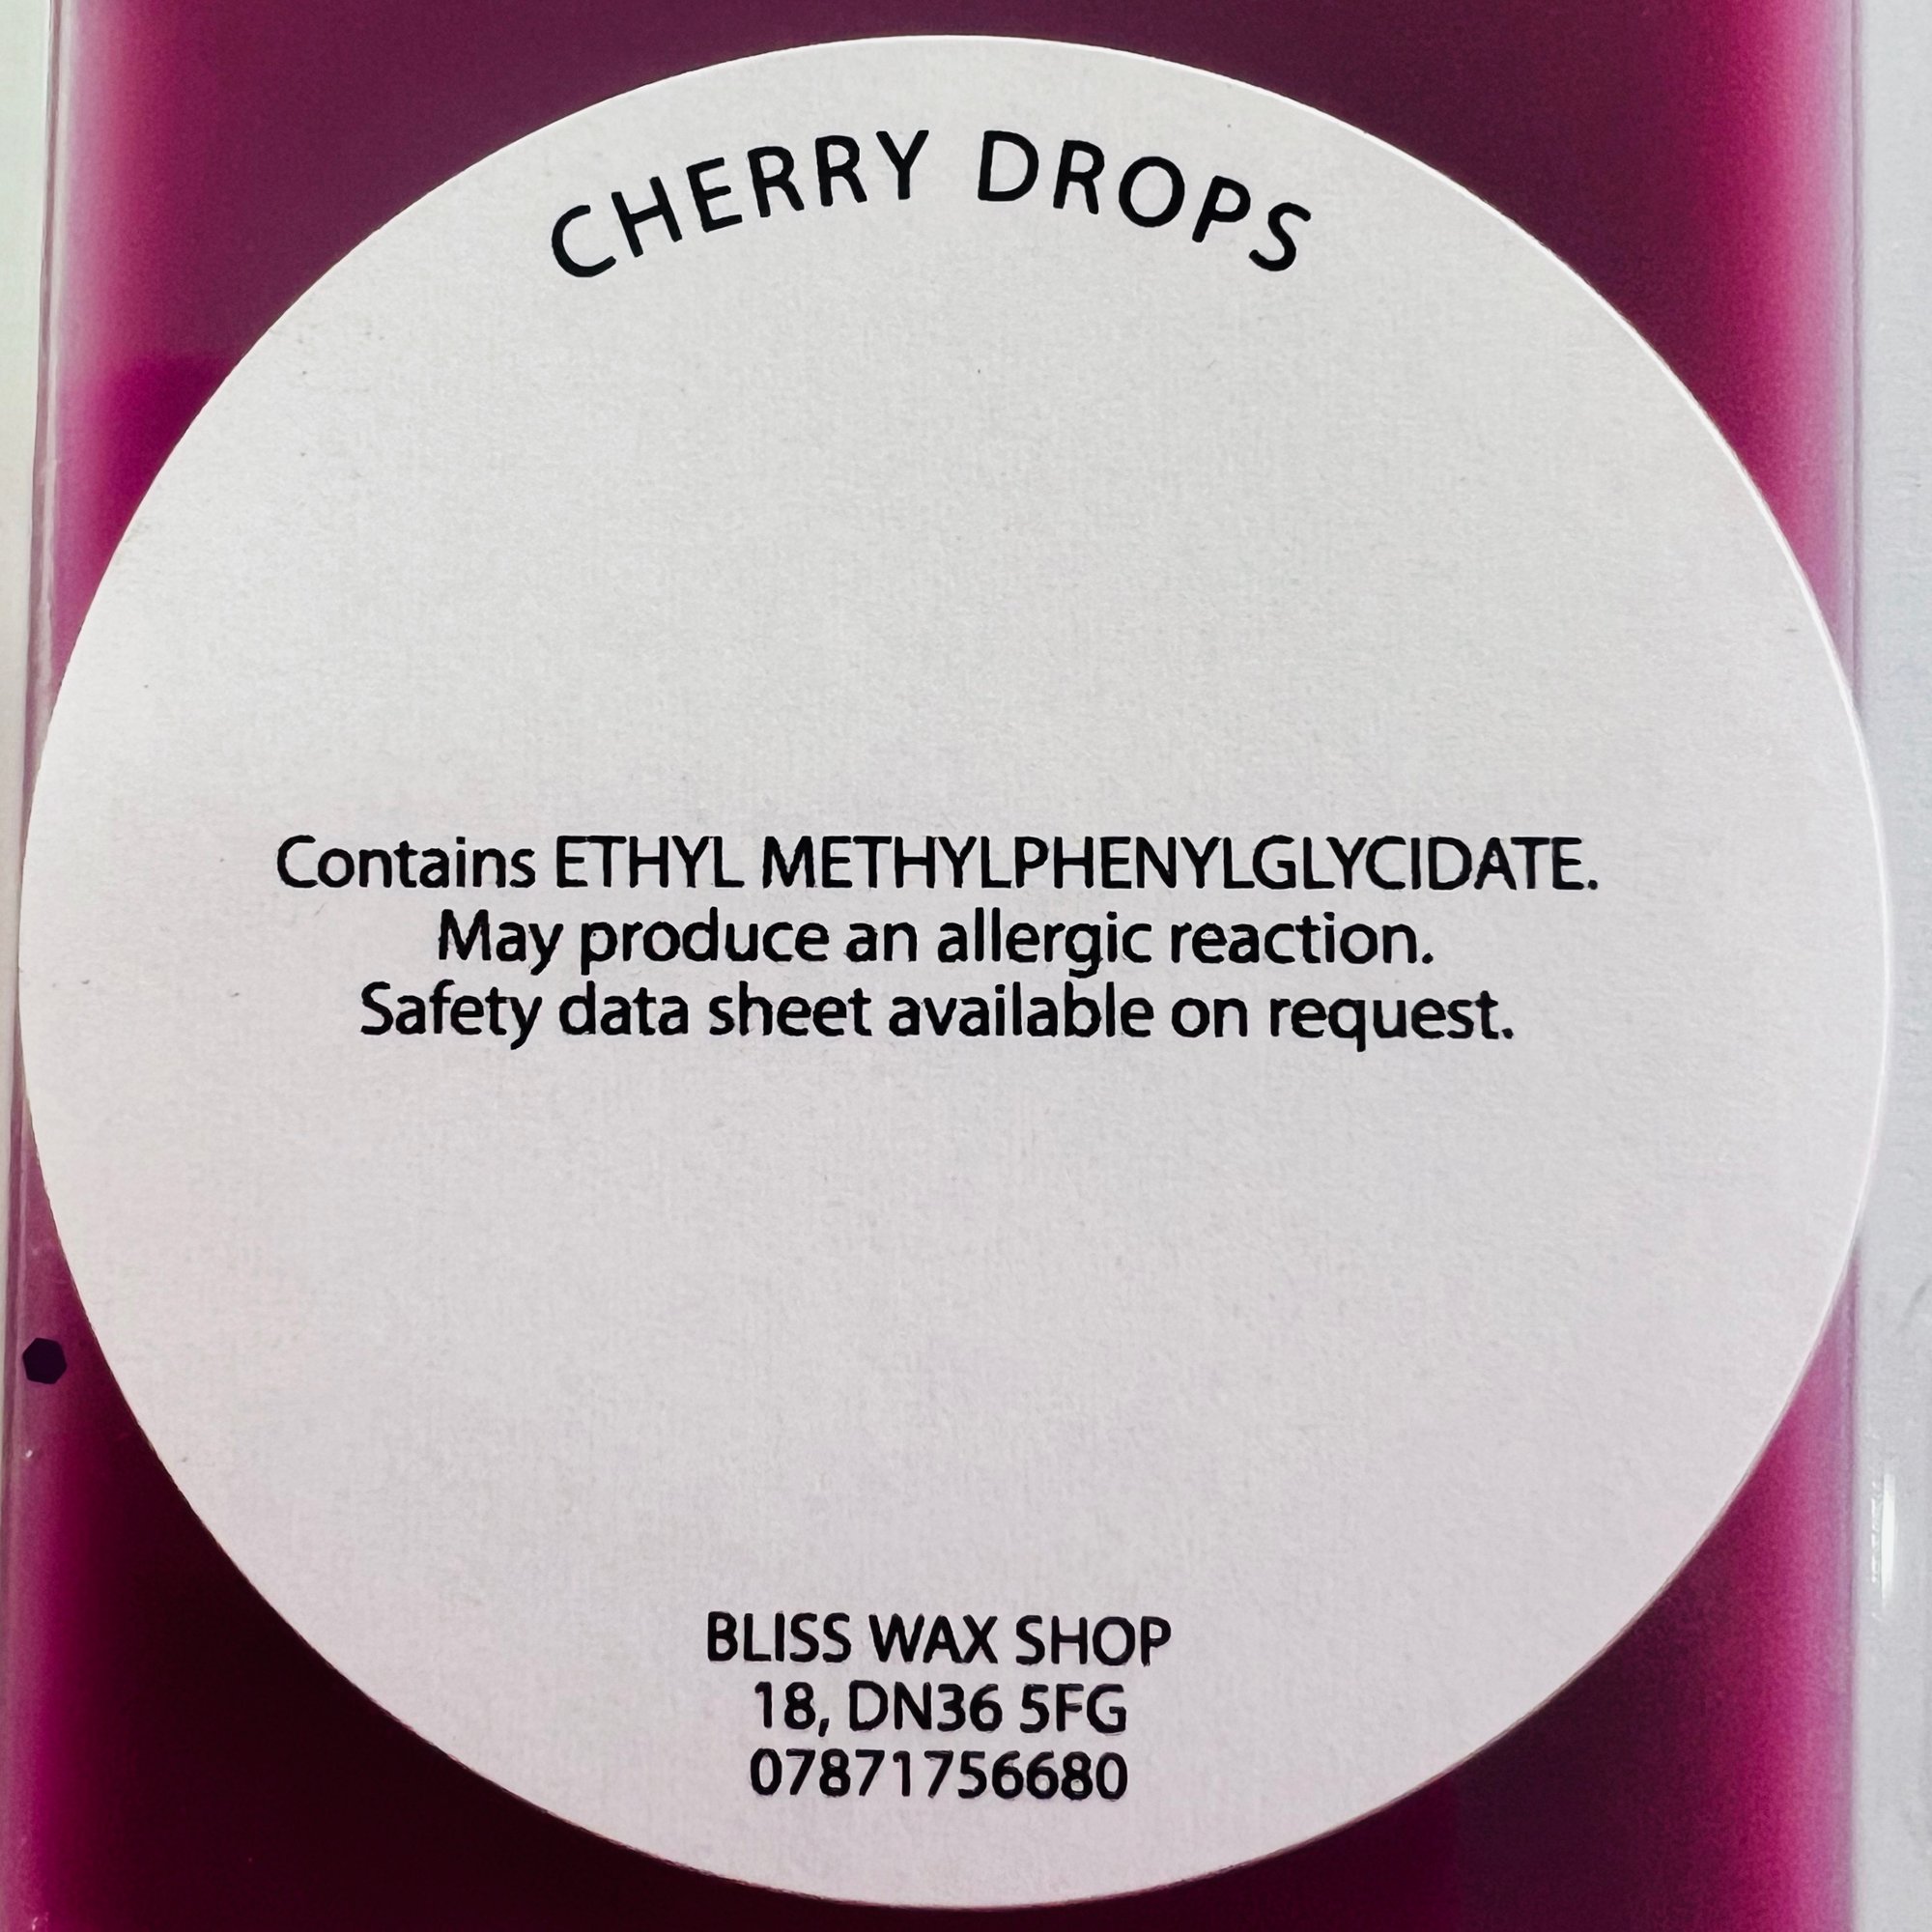 CHERRY DROPS
Contains ETHYL METHYLPHENYLGLYCIDATE.
May produce an allergic reaction.
Safety data sheet available on request.
BLISS WAX SHOP
18, DN36 5FG
07871756680